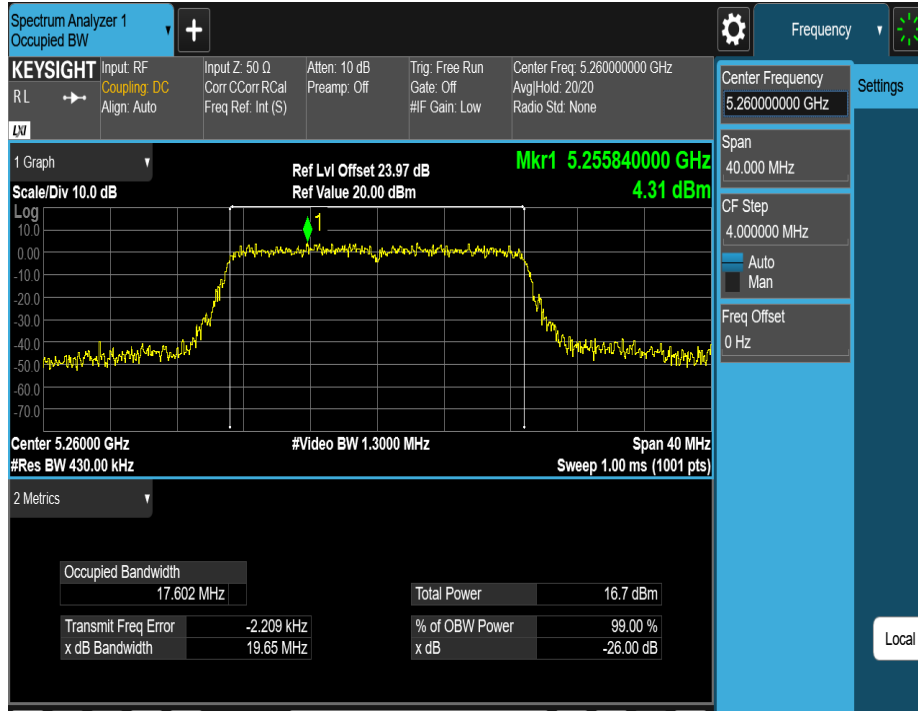 Spectrum Analyzer 1
Occupied BW
Frequency
KEYSIGHT
R L
LXI
Input: RF
Coupling: DC
Align: Auto
Input Z: 50 Ω
Corr CCorr RCal
Freq Ref: Int (S)
Atten: 10 dB
Preamp: Off
Trig: Free Run
Gate: Off
#IF Gain: Low
Center Freq: 5.260000000 GHz
Avg|Hold: 20/20
Radio Std: None
Center Frequency
5.260000000 GHz
Settings
Span
40.000 MHz
CF Step
4.000000 MHz
Auto
Man
Freq Offset
0 Hz
Local
1 Graph
Scale/Div 10.0 dB
Ref Lvl Offset 23.97 dB
Ref Value 20.00 dBm
Mkr1 5.255840000 GHz
4.31 dBm
Log
1
10.0
0.00
-10.0
-20.0
-30.0
-40.0
-50.0
-60.0
-70.0
Center 5.26000 GHz
#Video BW 1.3000 MHz
Span 40 MHz
#Res BW 430.00 kHz
Sweep 1.00 ms (1001 pts)
2 Metrics
Occupied Bandwidth
17.602 MHz
Total Power 16.7 dBm
Transmit Freq Error -2.209 kHz
% of OBW Power 99.00 %
x dB Bandwidth 19.65 MHz
x dB -26.00 dB